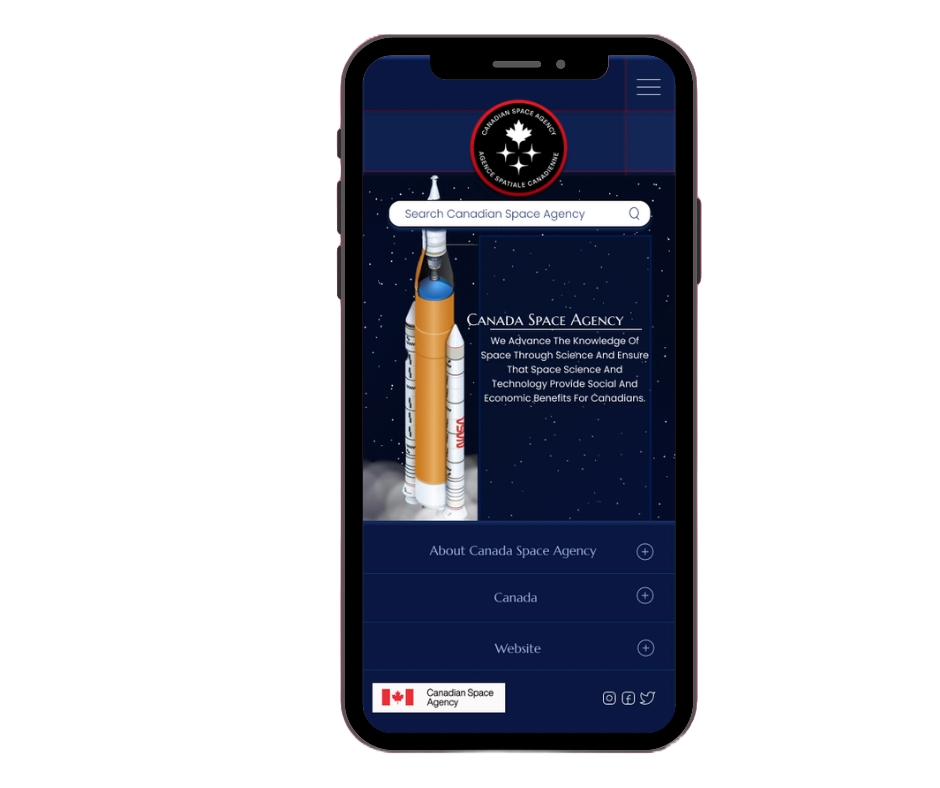 CANADIAN SPACE AGENCY
AGENCE SPATIALE CANADIENNE
Search Canadian Space Agency
Canada Space Agency
We Advance The Knowledge Of
Space Through Science And Ensure
That Space Science And
Technology Provide Social And
Economic Benefits For Canadians.
NASA
About Canada Space Agency
Canada
Website
Canadian Space
Agency